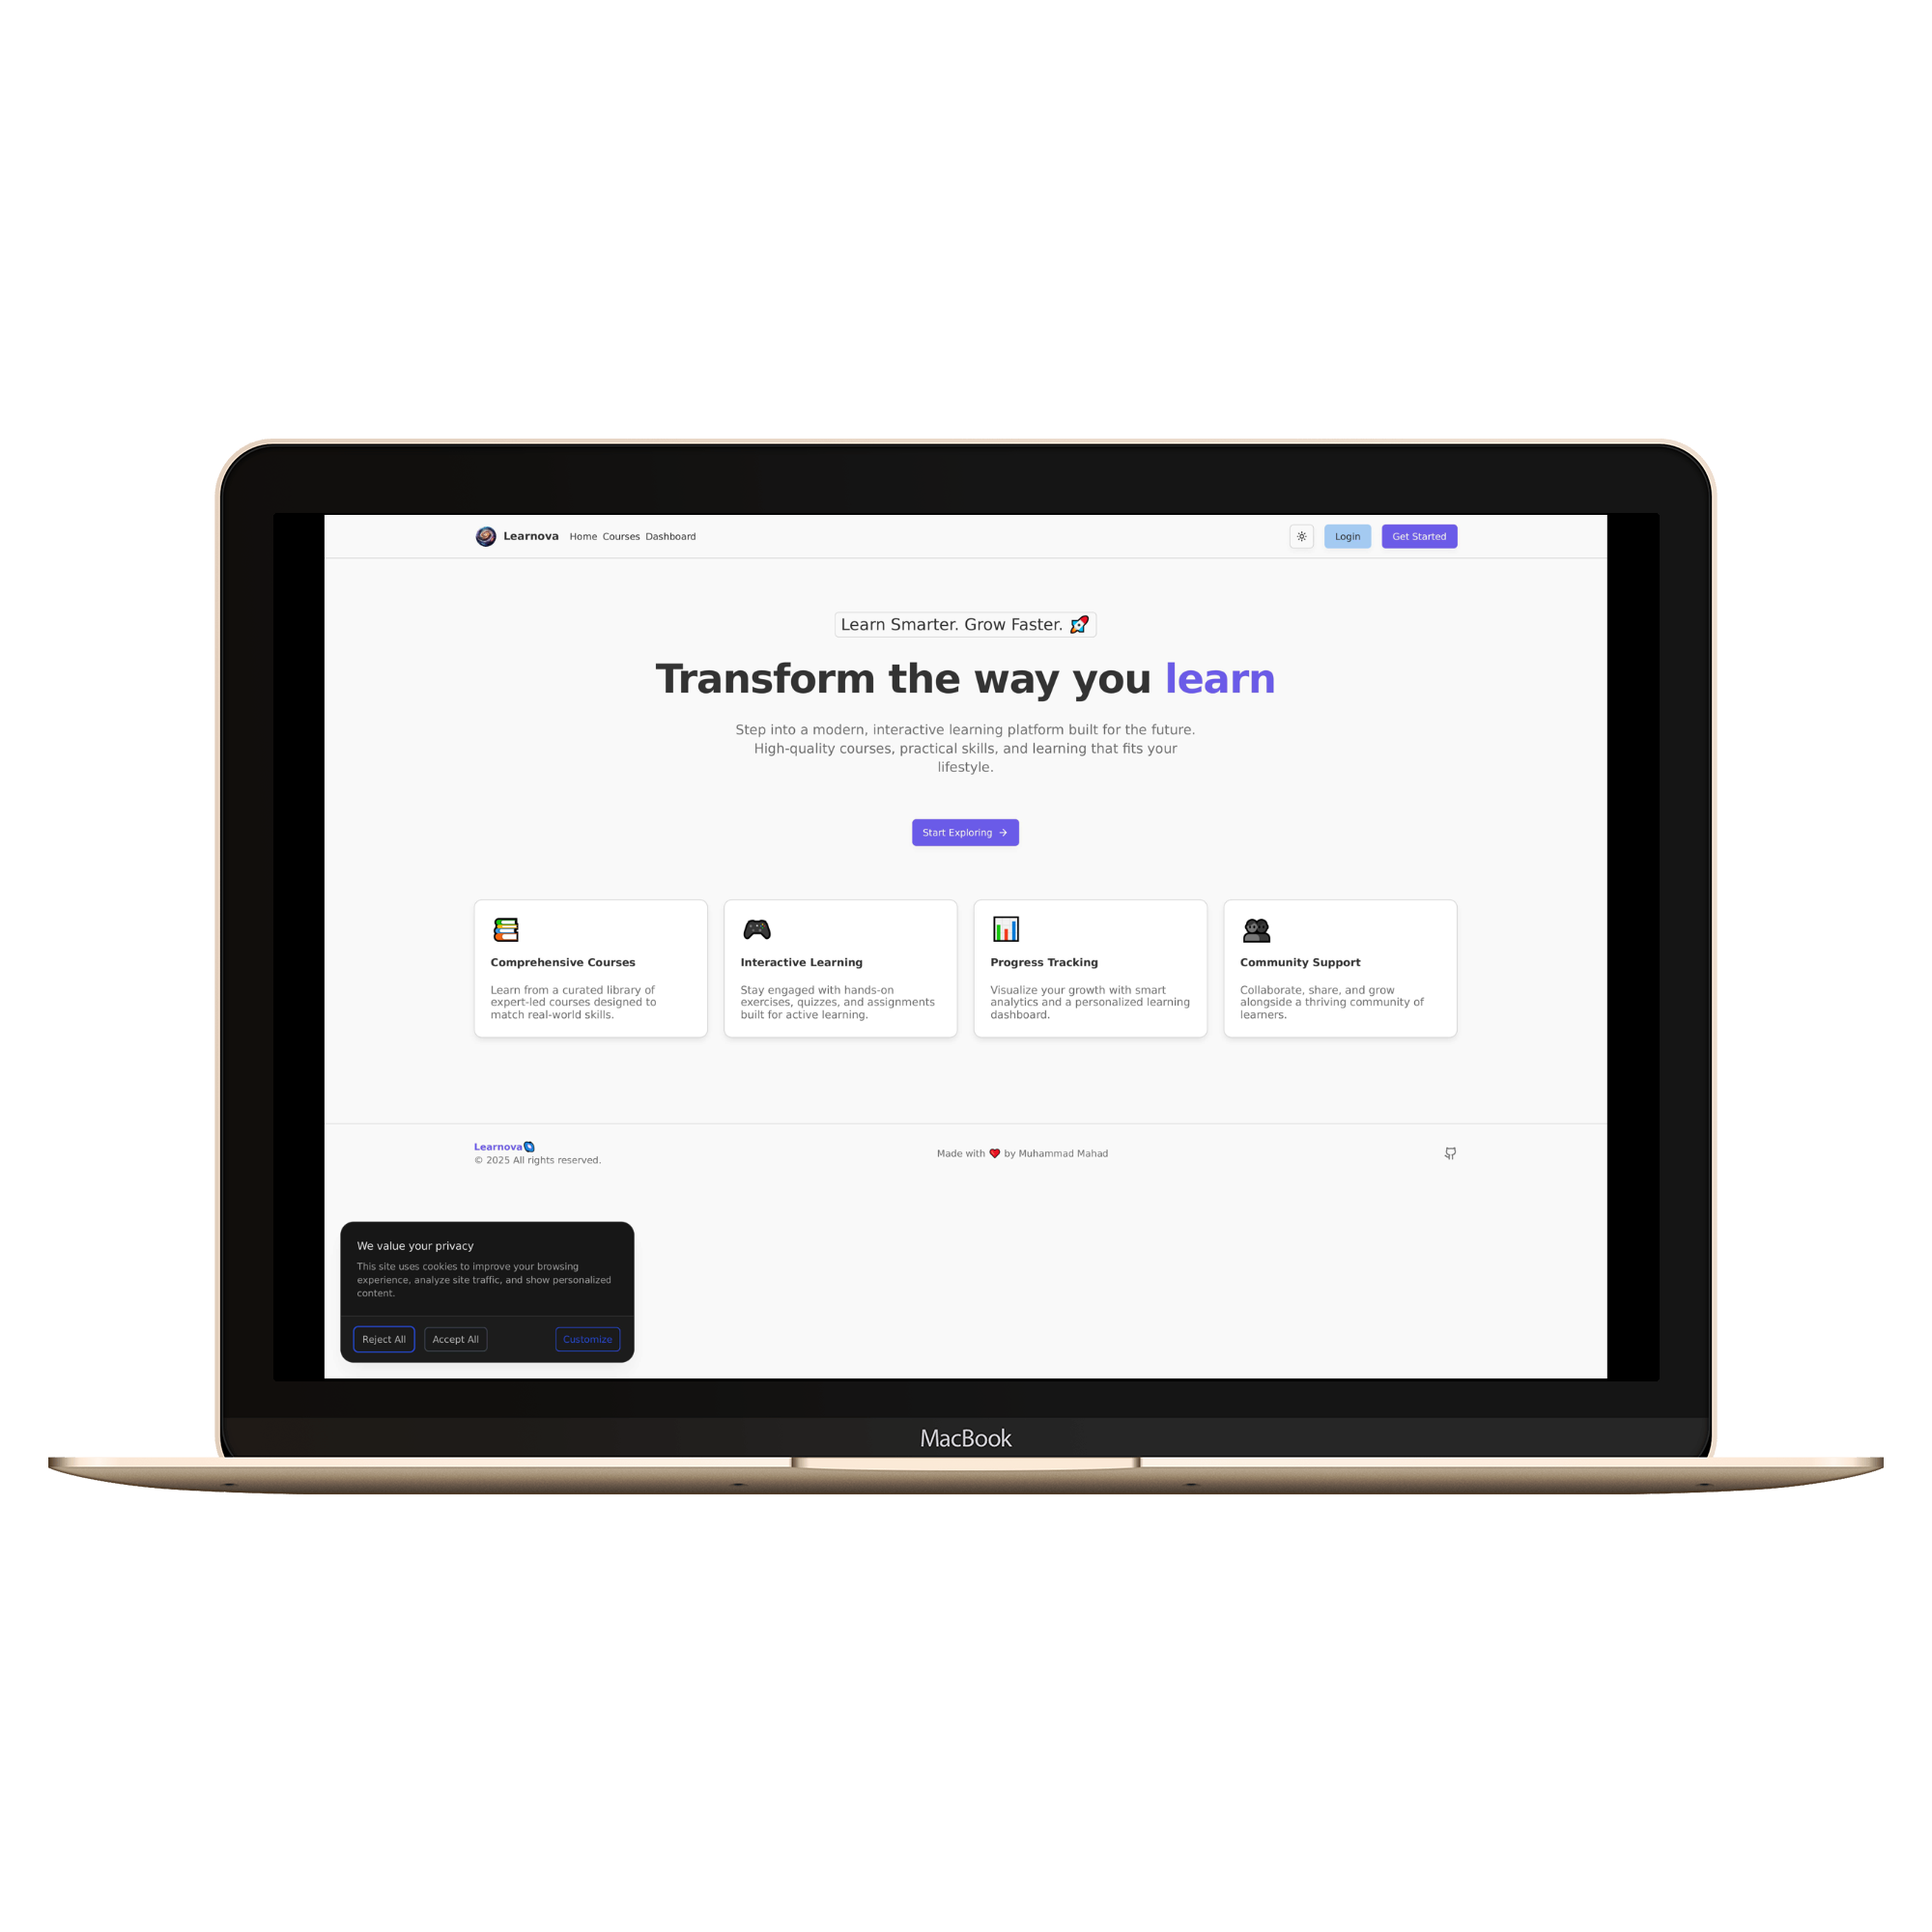 Learnova Home Courses Dashboard Login Get Started
Learn Smarter. Grow Faster. 🚀
Transform the way you learn
Step into a modern, interactive learning platform built for the future.
High-quality courses, practical skills, and learning that fits your
lifestyle.
Start Exploring →
Comprehensive Courses
Learn from a curated library of
expert-led courses designed to
match real-world skills.
Interactive Learning
Stay engaged with hands-on
exercises, quizzes, and assignments
built for active learning.
Progress Tracking
Visualize your growth with smart
analytics and a personalized learning
dashboard.
Community Support
Collaborate, share, and grow
alongside a thriving community of
learners.
Learnova
© 2025 All rights reserved.
Made with ❤️ by Muhammad Mahad
We value your privacy
This site uses cookies to improve your browsing
experience, analyze site traffic, and show personalized
content.
Reject All Accept All Customize
MacBook